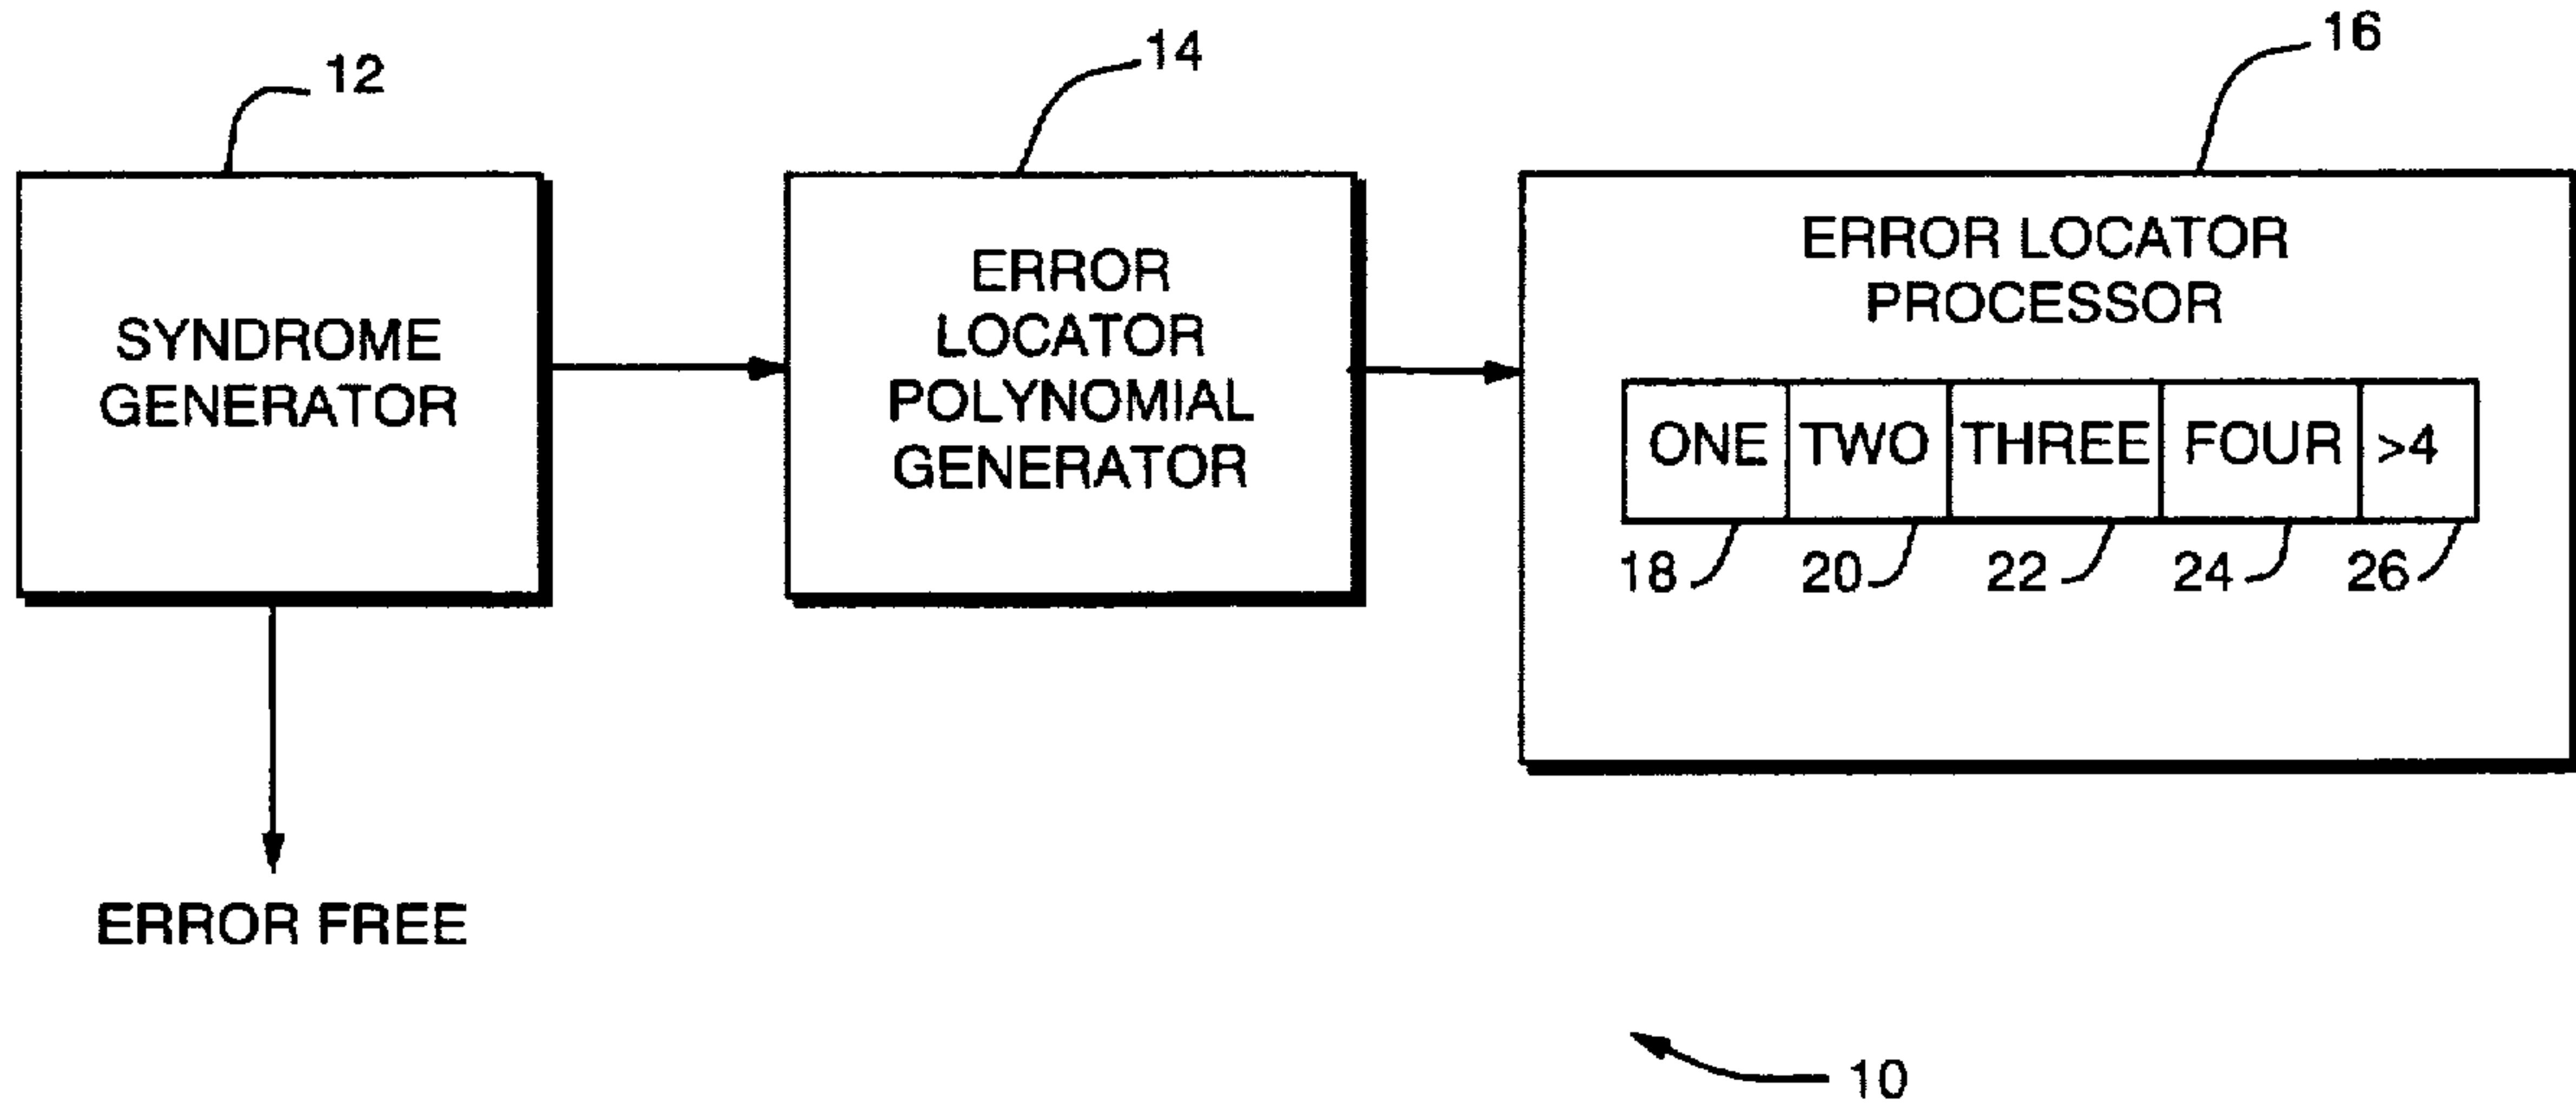 12
14
16
SYNDROME
GENERATOR
ERROR
LOCATOR
POLYNOMIAL
GENERATOR
ERROR LOCATOR
PROCESSOR
ONE TWO THREE FOUR >4
18 20 22 24 26
ERROR FREE
10